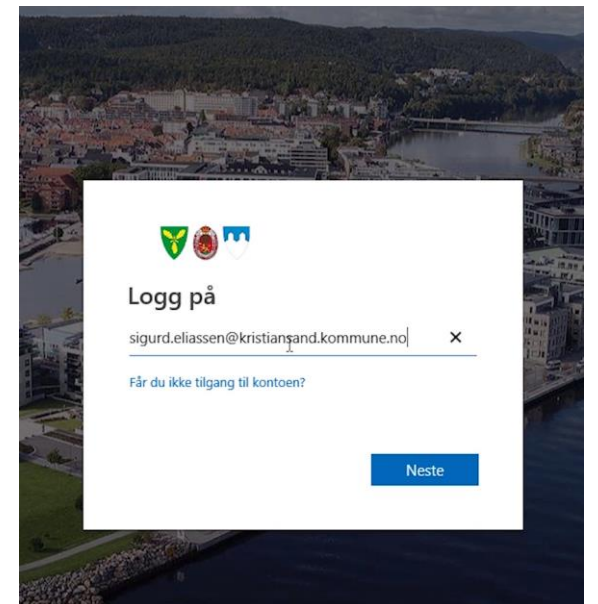 Logg på
sigurd.eliassen@kristiansand.kommune.no
Får du ikke tilgang til kontoen?
Neste